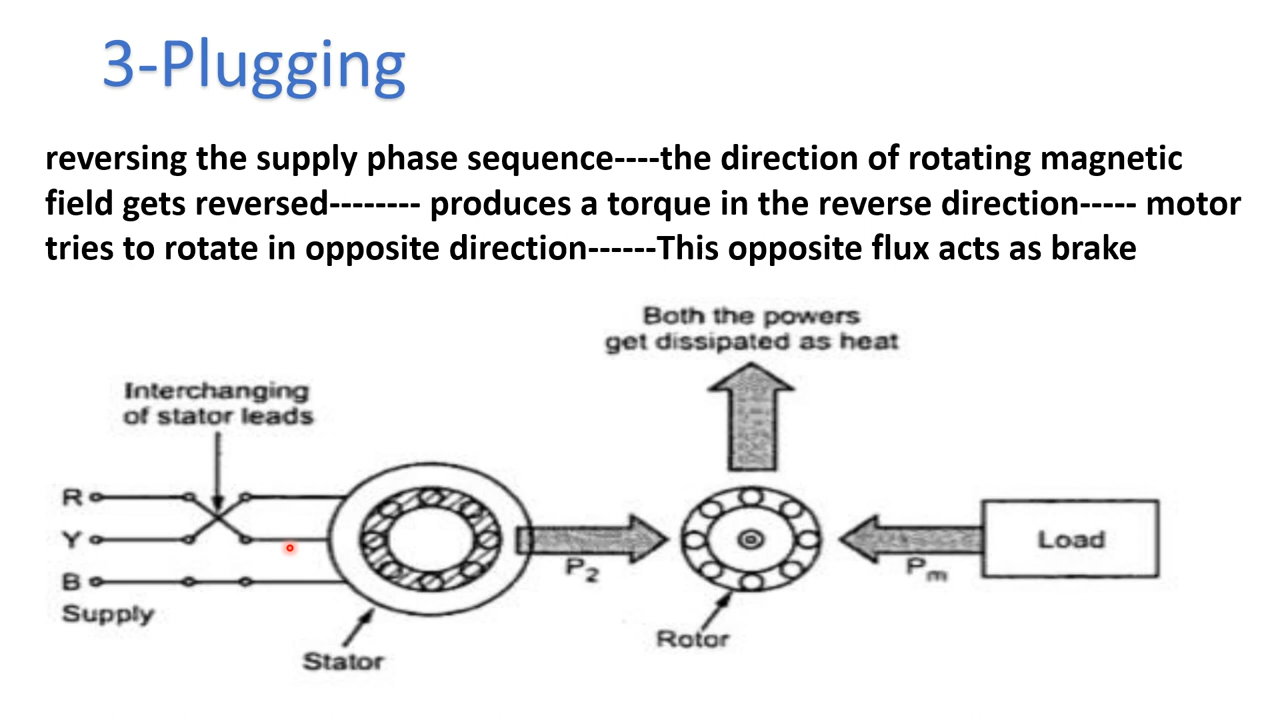 3-Plugging
reversing the supply phase sequence----the direction of rotating magnetic
field gets reversed-------- produces a torque in the reverse direction----- motor
tries to rotate in opposite direction------This opposite flux acts as brake
Both the powers
get dissipated as heat
Interchanging
of stator leads
R
Y
B
Supply
Stator
P2
Rotor
Pm
Load